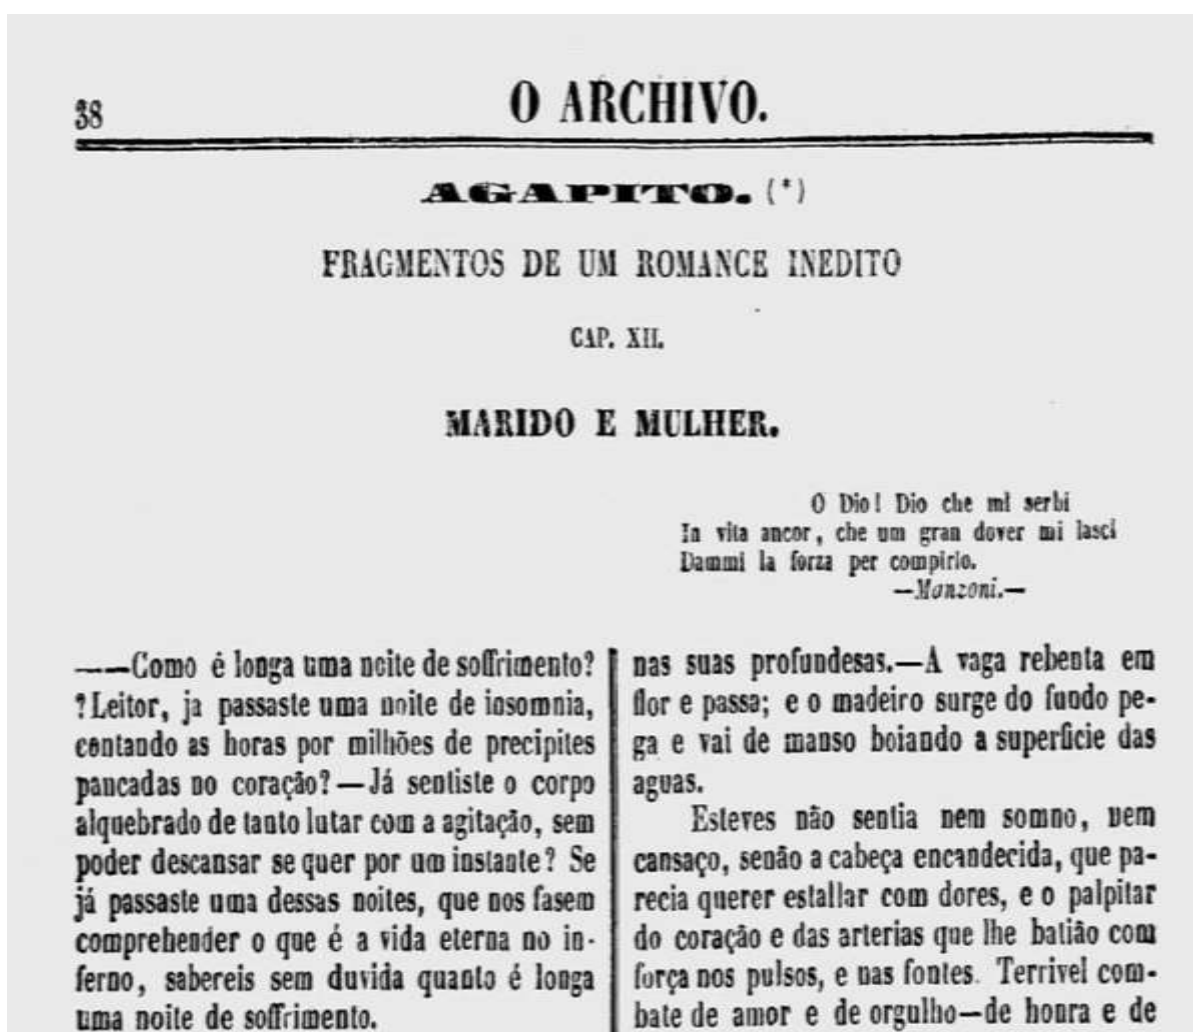 38
O ARCHIVO.
AGAPITO. (*)
FRAGMENTOS DE UM ROMANCE INEDITO
CAP. XII.
MARIDO E MULHER.
O Dio! Dio che mi serbi
In vita ancor, che um gran dover mi lasci
Dammi la forza per compirlo.
—Manzoni.—
——Como é longa uma noite de soffrimento?
?Leitor, ja passaste uma noite de insomnia,
contando as horas por milhões de precipites
pancadas no coração?—Já sentiste o corpo
alquebrado de tanto lutar com a agitação, sem
poder descansar se quer por um instante? Se
já passaste uma dessas noites, que nos fasem
comprehender o que é a vida eterna no in-
ferno, sabereis sem duvida quanto é longa
uma noite de soffrimento.
nas suas profundesas.—A vaga rebenta em
flor e passa; e o madeiro surge do fundo pe-
ga e vai de manso boiando a superficie das
aguas.
Esteves não sentia nem somno, nem
cansaço, senão a cabeça encandecida, que pa-
recia querer estallar com dores, e o palpitar
do coração e das arterias que lhe batião com
força nos pulsos, e nas fontes. Terrivel com-
bate de amor e de orgulho—de honra e de